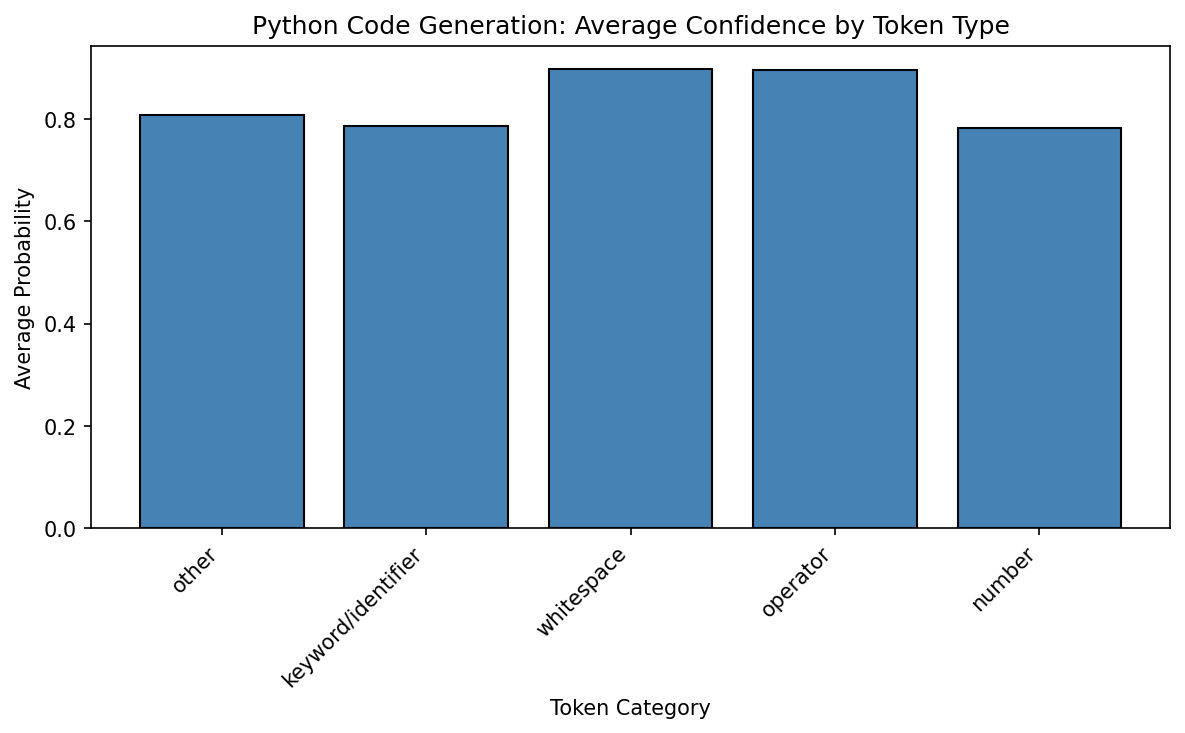 Python Code Generation: Average Confidence by Token Type
Average Probability
0.8
0.6
0.4
0.2
0.0
other
keyword/identifier
whitespace
operator
number
Token Category